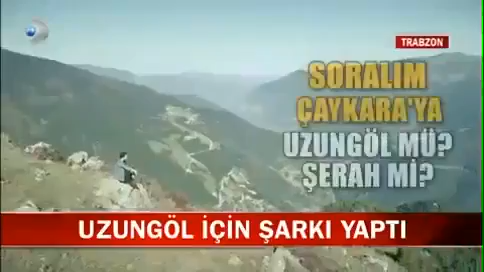 TRABZON
SORALIM
ÇAYKARA'YA
UZUNGÖL MÜ?
ŞERAH MI?
UZUNGÖL İÇİN ŞARKI YAPTI